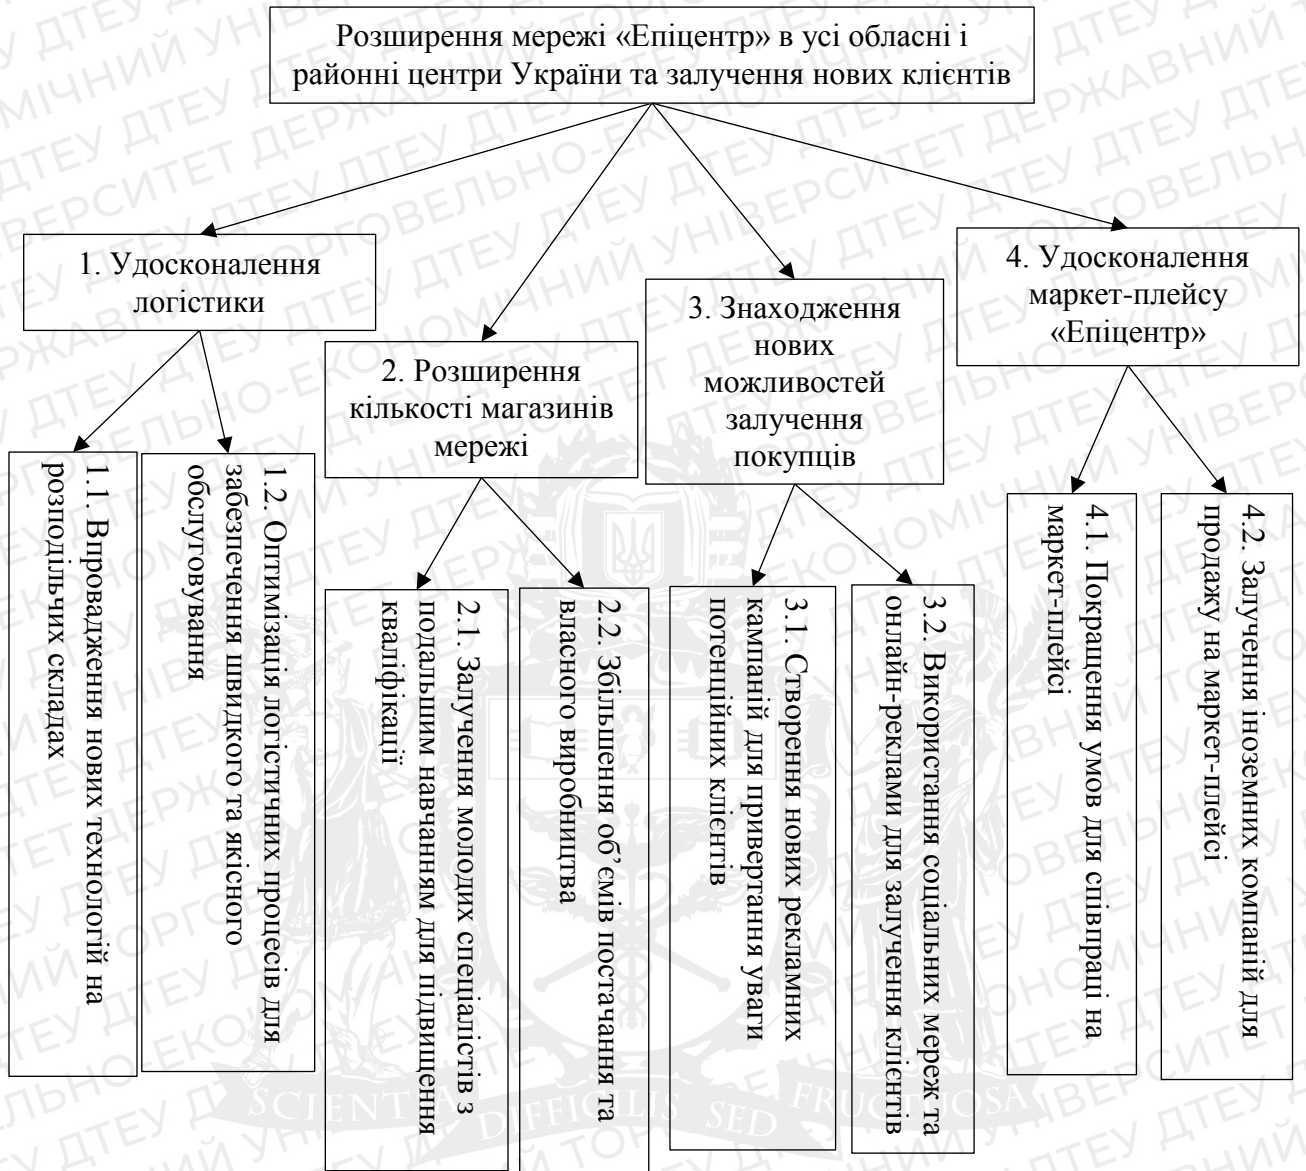 Розширення мережі «Епіцентр» в усі обласні і
районні центри України та залучення нових клієнтів
1. Удосконалення
логістики
2. Розширення
кількості магазинів
мережі
3. Знаходження
нових
можливостей
залучення
покупців
4. Удосконалення
маркет-плейсу
«Епіцентр»
1.1. Впровадження нових технологій на
розподільчих складах
1.2. Оптимізація логістичних процесів для
забезпечення швидкого та якісного
обслуговування
2.1. Залучення молодих спеціалістів з
подальшим навчанням для підвищення
кваліфікації
2.2. Збільшення об’ємів постачання та
власного виробництва
3.1. Створення нових рекламних
кампаній для привертання уваги
потенційних клієнтів
3.2. Використання соціальних мереж та
онлайн-реклами для залучення клієнтів
4.1. Покращення умов для співпраці на
маркет-плейсі
4.2. Залучення іноземних компаній для
продажу на маркет-плейсі
SCIENTIA DIFFICILIS SED FRUCTUOSA